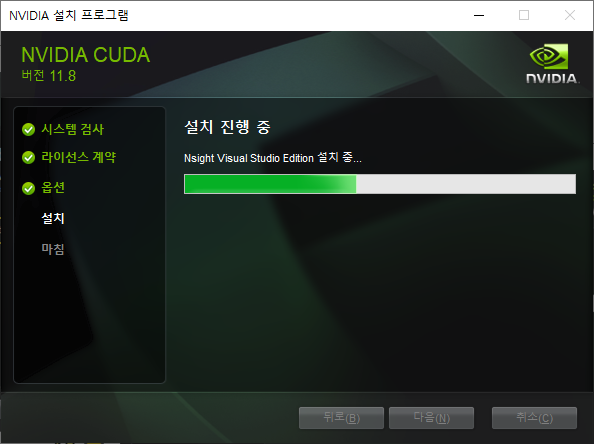 NVIDIA 설치 프로그램
NVIDIA CUDA
버전 11.8
NVIDIA.
시스템 검사
라이선스 계약
옵션
설치
마침
설치 진행 중
Nsight Visual Studio Edition 설치 중...
뒤로(B)
다음(N)
취소(C)